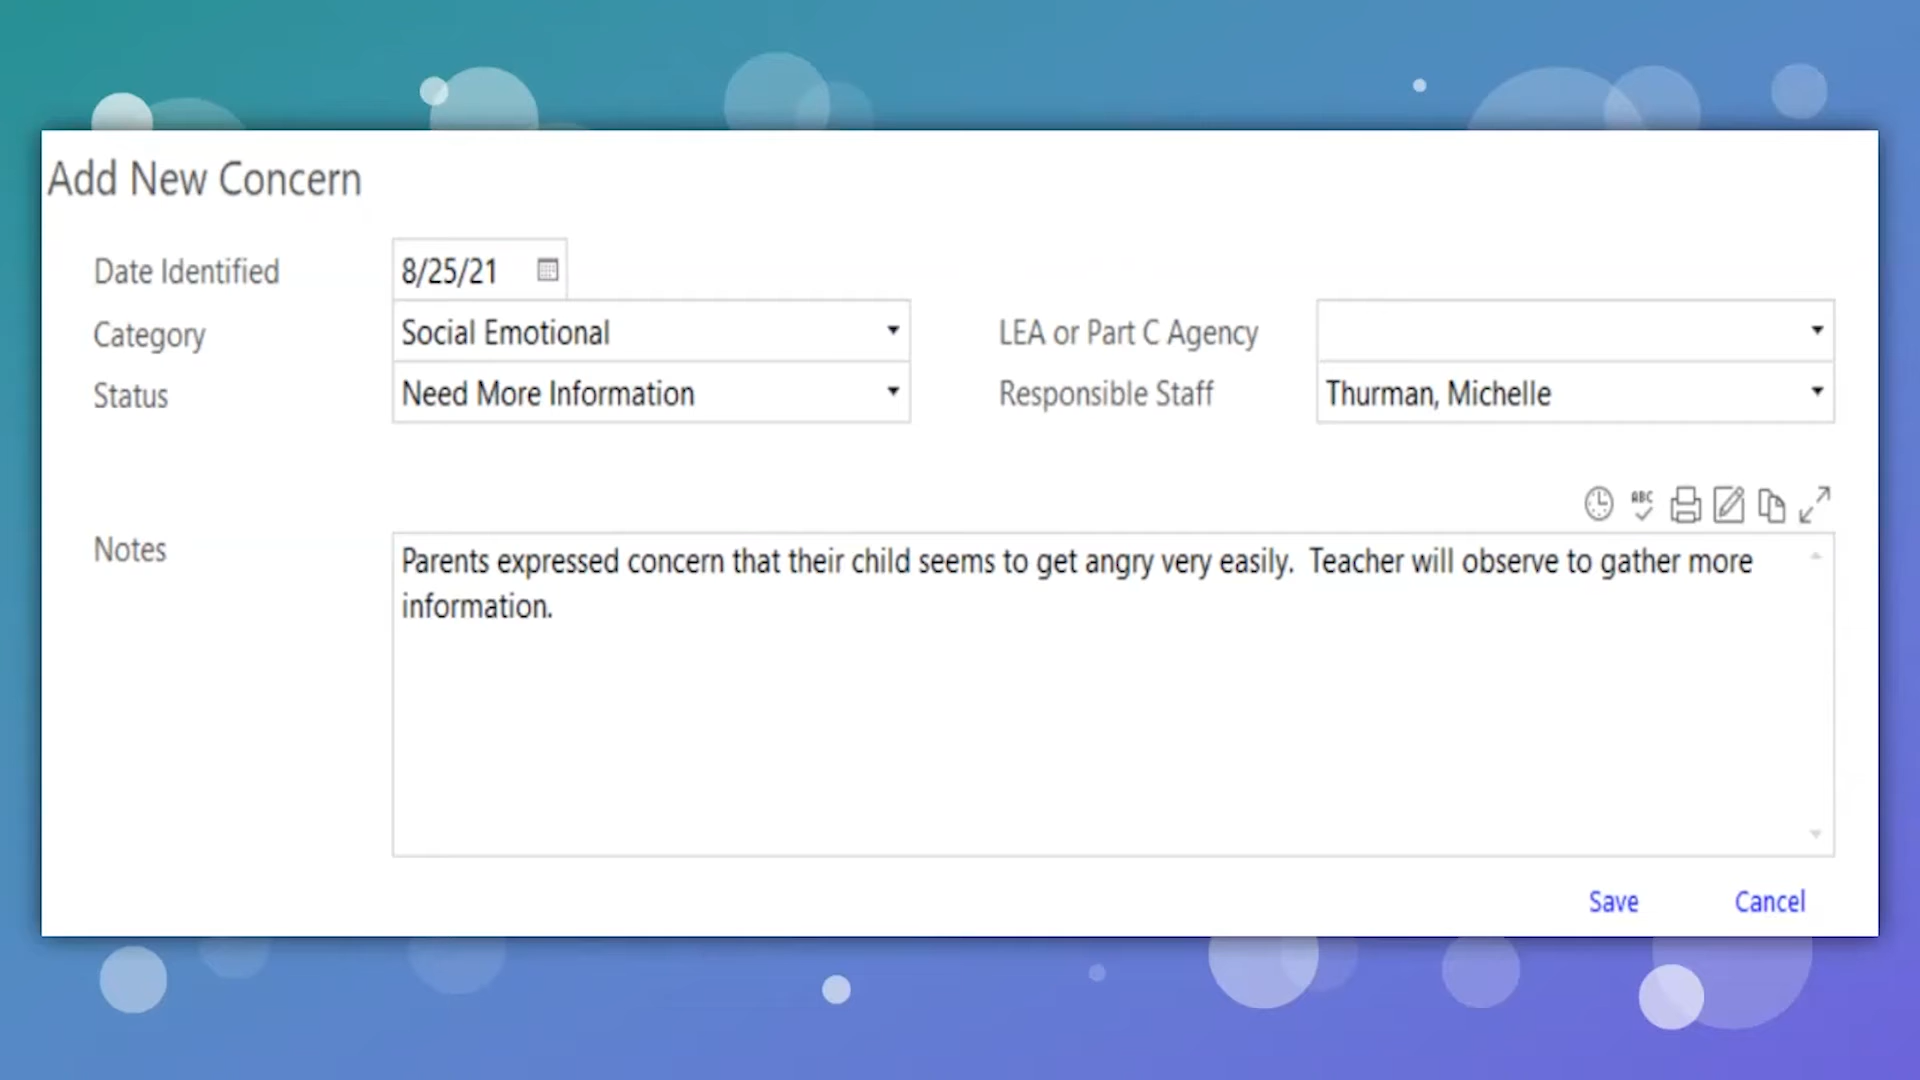 Add New Concern
Date Identified 8/25/21
Category Social Emotional LEA or Part C Agency
Status Need More Information Responsible Staff Thurman, Michelle
ABC
Notes Parents expressed concern that their child seems to get angry very easily.  Teacher will observe to gather more
information.
Save Cancel